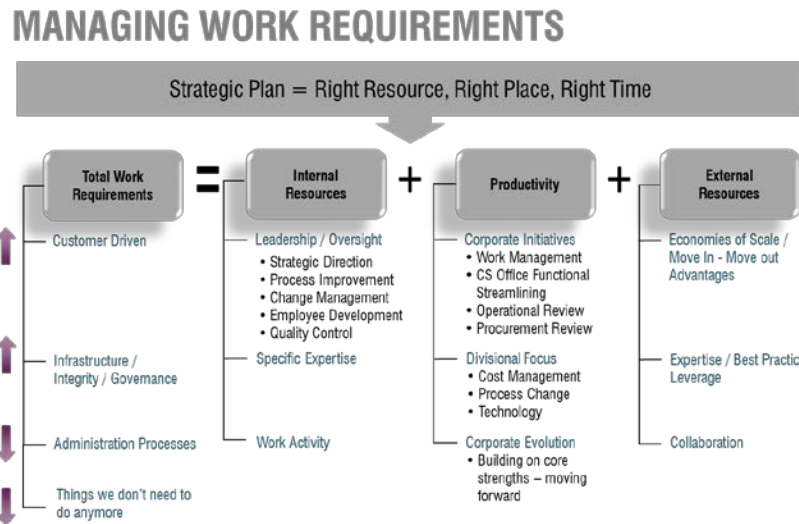 MANAGING WORK REQUIREMENTS
Strategic Plan = Right Resource, Right Place, Right Time
Total Work
Requirements
=
Internal
Resources
+
Productivity
+
External
Resources
Customer Driven
Infrastructure /
Integrity / Governance
Administration Processes
Things we don't need to
do anymore
Leadership / Oversight
• Strategic Direction
• Process Improvement
• Change Management
• Employee Development
• Quality Control
Specific Expertise
Work Activity
Corporate Initiatives
• Work Management
• CS Office Functional
Streamlining
• Operational Review
• Procurement Review
Divisional Focus
• Cost Management
• Process Change
• Technology
Corporate Evolution
• Building on core
strengths – moving
forward
Economies of Scale /
Move In - Move out
Advantages
Expertise / Best Practic
Leverage
Collaboration